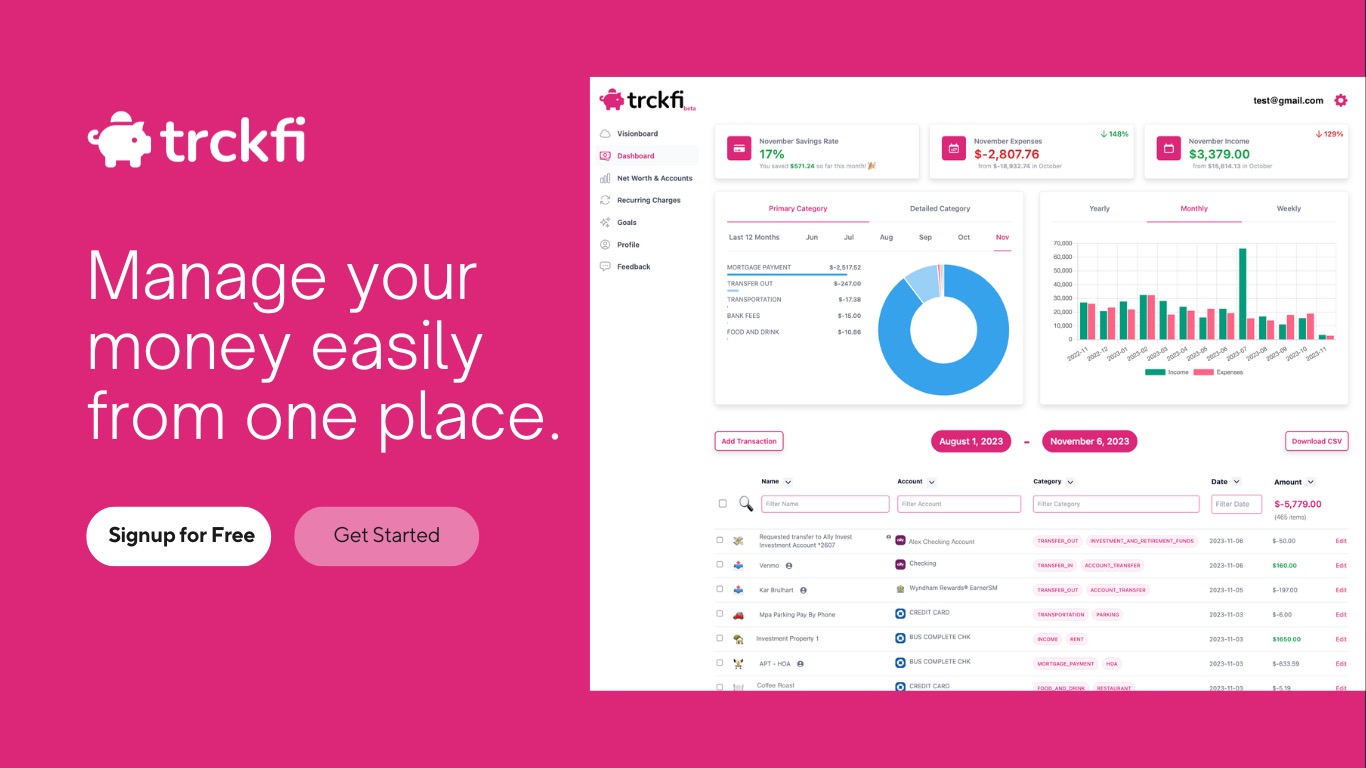 trckfi
Manage your
money easily
from one place.
Signup for Free
Get Started
trckfi
beta
test@gmail.com
Visionboard
Dashboard
Net Worth & Accounts
Recurring Charges
Goals
Profile
Feedback
November Savings Rate
17%
You saved $571.24 so far this month!
148%
November Expenses
$-2,807.76
from $-18,932.74 in October
129%
November Income
$3,379.00
from $15,014.13 in October
Primary Category
Detailed Category
Last 12 Months Jun Jul Aug Sep Oct Nov
MORTGAGE PAYMENT $-2,517.52
TRANSFER OUT $-247.00
TRANSPORTATION $-17.38
BANK FEES $-15.00
FOOD AND DRINK $-10.86
Yearly Monthly Weekly
70,000
60,000
50,000
40,000
30,000
20,000
10,000
0
2022-11 2022-12 2023-01 2023-02 2023-03 2023-04 2023-05 2023-06 2023-07 2023-08 2023-09 2023-10 2023-11
Income Expenses
Add Transaction
August 1, 2023 - November 6, 2023
Download CSV
Name Account Category Date Amount
Filter Name Filter Account Filter Category Filter Date $-5,779.00
(465 items)
Requested transfer to Ally Invest
Investment Account *2607
ally Alex Checking Account TRANSFER_OUT INVESTMENT_AND_RETIREMENT_FUNDS 2023-11-06 $-50.00 Edit
Venmo ally Checking TRANSFER_IN ACCOUNT_TRANSFER 2023-11-06 $160.00 Edit
Kar Brulhart Wyndham Rewards® EarnerSM TRANSFER_OUT ACCOUNT_TRANSFER 2023-11-05 $-197.00 Edit
Mpa Parking Pay By Phone CREDIT CARD TRANSPORTATION PARKING 2023-11-03 $-6.00 Edit
Investment Property 1 BUS COMPLETE CHK INCOME RENT 2023-11-03 $1650.00 Edit
APT - HOA BUS COMPLETE CHK MORTGAGE_PAYMENT HOA 2023-11-03 $-633.59 Edit
Coffee Roast CREDIT CARD FOOD_AND_DRINK RESTAURANT 2023-11-03 $-5.19 Edit